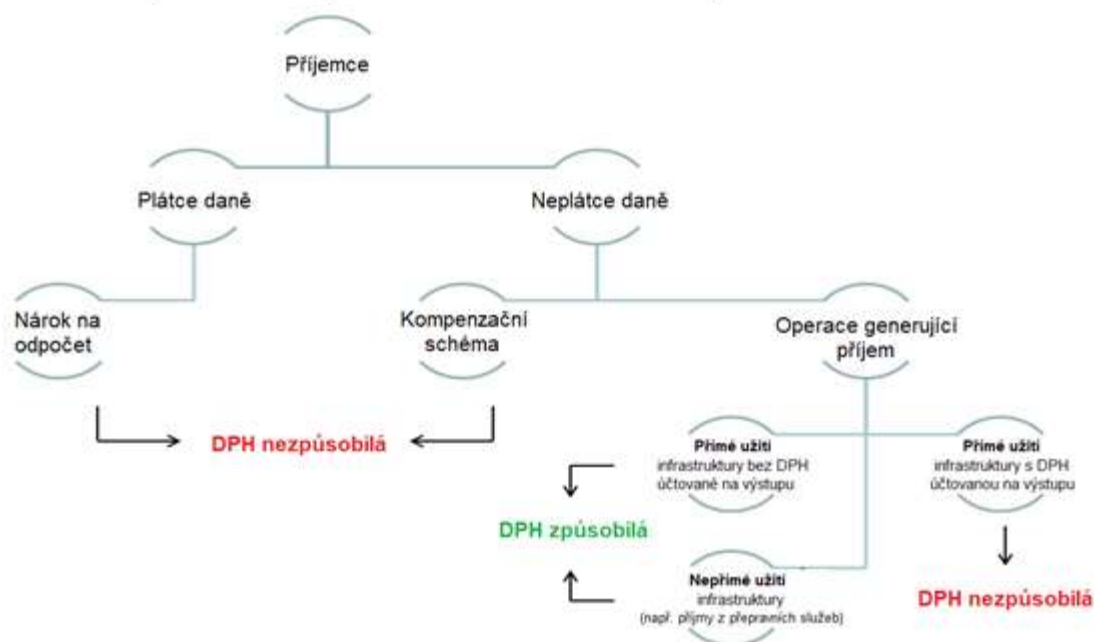 Příjemce
Plátce daně
Neplátce daně
Nárok na
odpočet
Kompenzační
schéma
Operace generující
příjem
DPH nezpůsobilá
Přímé užití
infrastruktury bez DPH
účtované na výstupu
Přímé užití
infrastruktury s DPH
účtovanou na výstupu
DPH způsobilá
Nepřímé užití
infrastruktury
(např. příjmy z přepravních služeb)
DPH nezpůsobilá